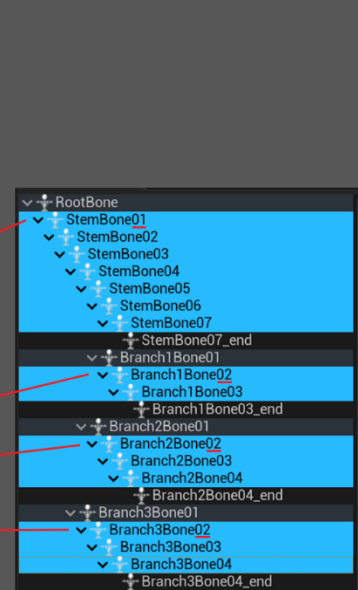 RootBone
StemBone01
StemBone02
StemBone03
StemBone04
StemBone05
StemBone06
StemBone07
StemBone07_end
Branch1Bone01
Branch1Bone02
Branch1Bone03
Branch1Bone03_end
Branch2Bone01
Branch2Bone02
Branch2Bone03
Branch2Bone04
Branch2Bone04_end
Branch3Bone01
Branch3Bone02
Branch3Bone03
Branch3Bone04
Branch3Bone04_end